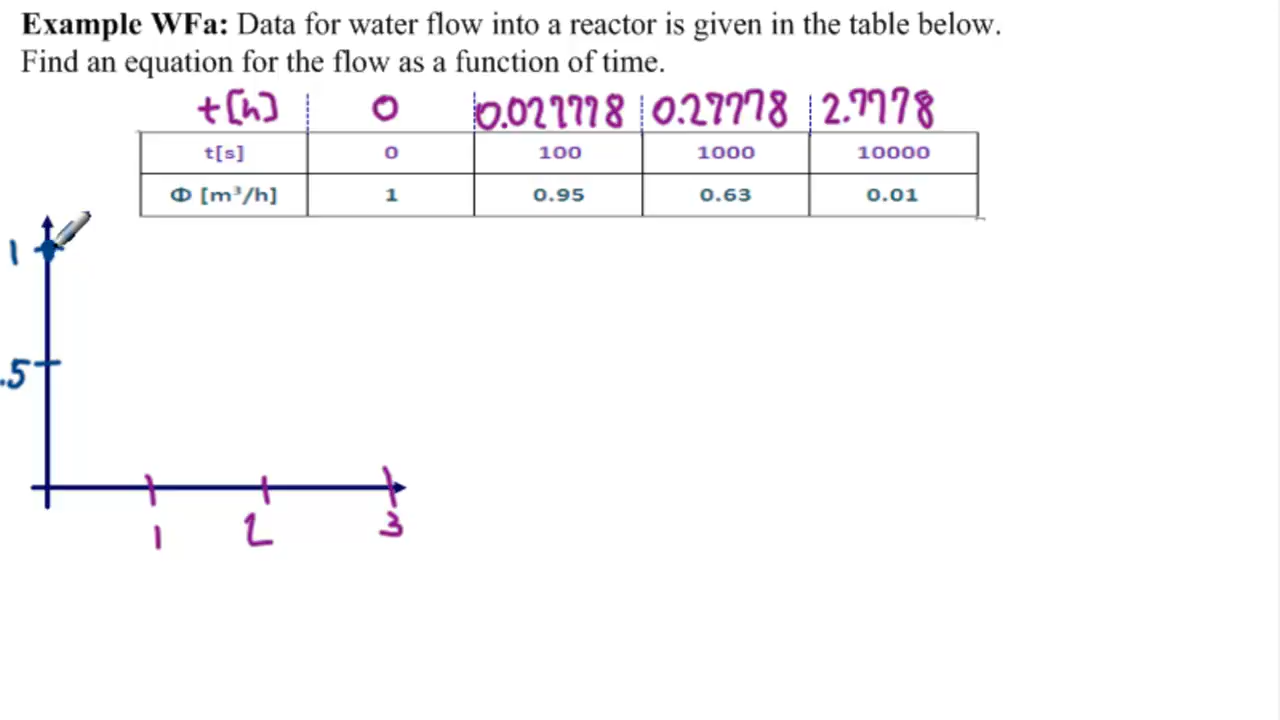 Example WFa: Data for water flow into a reactor is given in the table below.
Find an equation for the flow as a function of time.
t[h] 0 0.027778 0.27778 2.7778
t[s] 0 100 1000 10000
Φ [m³/h] 1 0.95 0.63 0.01
1
.5
1 2 3